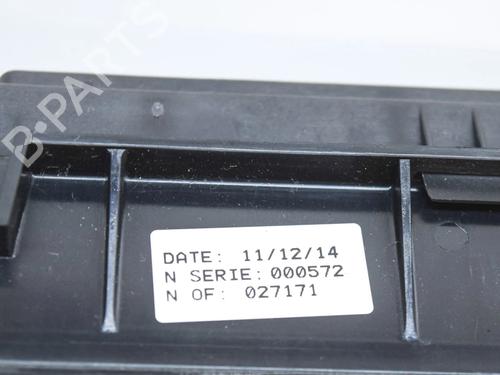 B-PARTS
DATE: 11/12/14
N SERIE: 000572
N OF: 027171